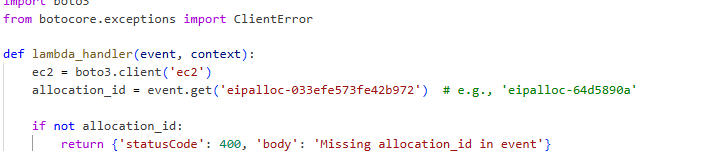 import boto3
from botocore.exceptions import ClientError
def lambda_handler(event, context):
ec2 = boto3.client('ec2')
allocation_id = event.get('eipalloc-033efe573fe42b972')  # e.g., 'eipalloc-64d5890a'
if not allocation_id:
return {'statusCode': 400, 'body': 'Missing allocation_id in event'}